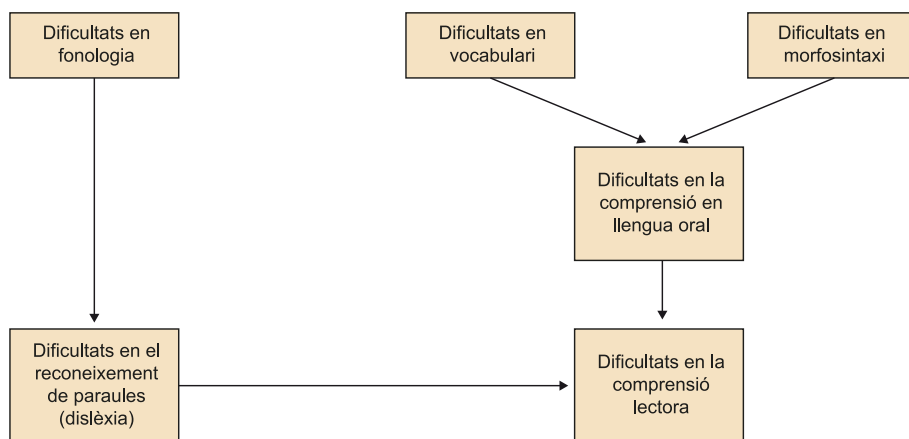 Dificultats en
fonologia
Dificultats en
vocabulari
Dificultats en
morfosintaxi
Dificultats en la
comprensió en
llengua oral
Dificultats en el
reconeixement
de paraules
(dislèxia)
Dificultats en la
comprensió
lectora